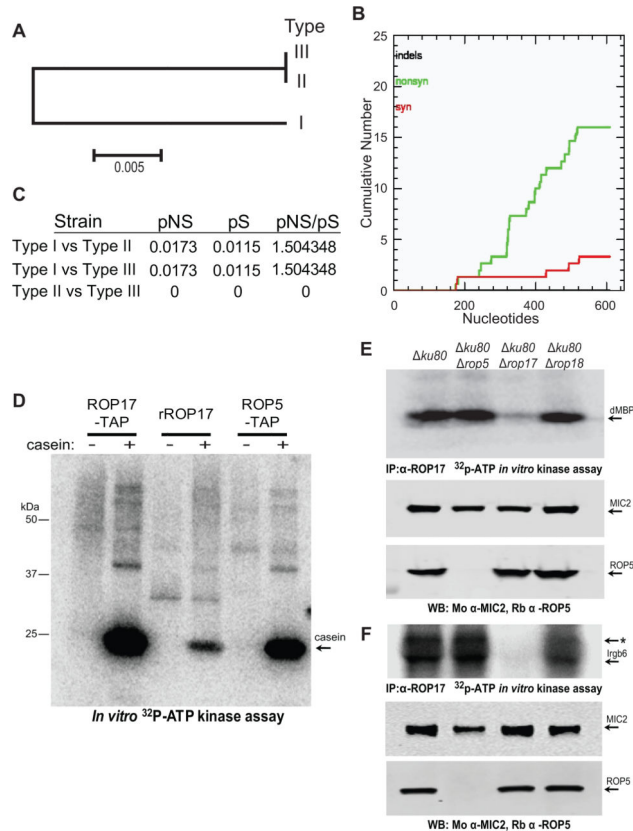 A
Type
III
II
I
0.005
B
25
20
15
10
5
0
Cumulative Number
indels
nonsyn
syn
0 200 400 600
Nucleotides
C
Strain pNS pS pNS/pS
Type I vs Type II 0.0173 0.0115 1.504348
Type I vs Type III 0.0173 0.0115 1.504348
Type II vs Type III 0 0 0
D
ROP17 -TAP rROP17 ROP5 -TAP
casein: – + – + – +
kDa
50
37
25
casein
In vitro ³²P-ATP kinase assay
E
Δku80 Δku80 Δrop5 Δku80 Δrop17 Δku80 Δrop18
dMBP
IP:α-ROP17 ³²p-ATP in vitro kinase assay
MIC2
ROP5
WB: Mo α-MIC2, Rb α -ROP5
F
*
Irgb6
IP:α-ROP17 ³²p-ATP in vitro kinase assay
MIC2
ROP5
WB: Mo α-MIC2, Rb α -ROP5